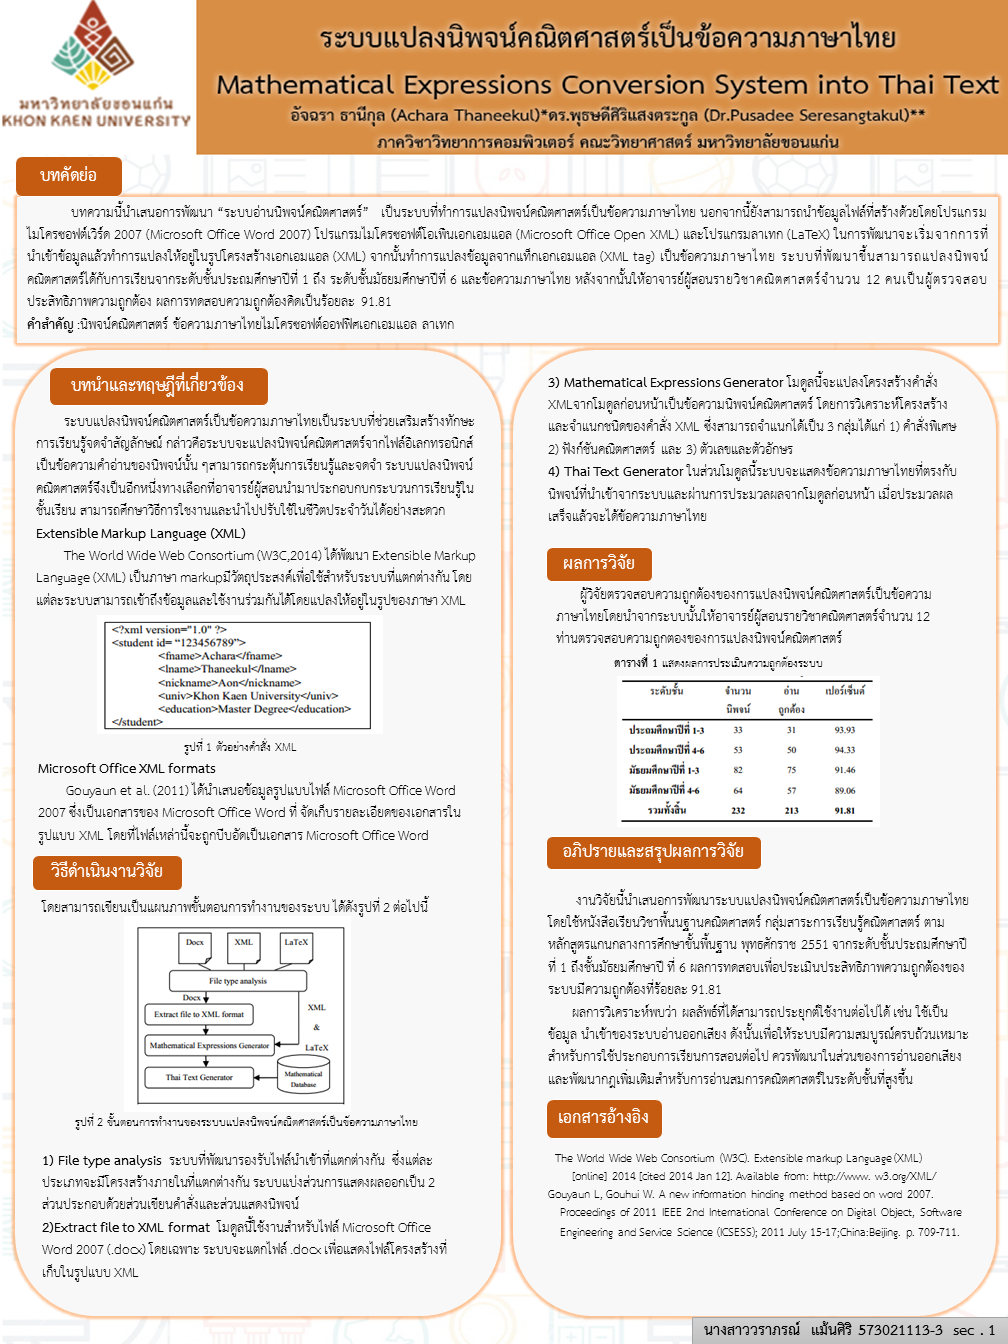 มหาวิทยาลัยขอนแก่น
KHON KAEN UNIVERSITY
ระบบแปลงนิพจน์คณิตศาสตร์เป็นข้อความภาษาไทย
Mathematical Expressions Conversion System into Thai Text
อัจฉรา ธานีกุล (Achara Thaneekul)*ดร.พุธษดีศิริแสงตระกูล (Dr.Pusadee Seresangtakul)**
ภาควิชาวิทยาการคอมพิวเตอร์ คณะวิทยาศาสตร์ มหาวิทยาลัยขอนแก่น
บทคัดย่อ
บทความนี้นำเสนอการพัฒนา “ระบบอ่านนิพจน์คณิตศาสตร์” เป็นระบบที่ทำการแปลงนิพจน์คณิตศาสตร์เป็นข้อความภาษาไทย นอกจากนี้ยังสามารถนำข้อมูลไฟล์ที่สร้างด้วยโดยโปรแกรม
ไมโครซอฟต์เวิร์ด 2007 (Microsoft Office Word 2007) โปรแกรมไมโครซอฟต์โอเพ็นเอกเอมแอล (Microsoft Office Open XML) และโปรแกรมลาเทก (LaTeX) ในการพัฒนาจะเริ่มจากการที่
นำเข้าข้อมูลแล้วทำการแปลงให้อยู่ในรูปโครงสร้างเอกเอมแอล (XML) จากนั้นทำการแปลงข้อมูลจากแท็กเอกเอมแอล (XML tag) เป็นข้อความภาษาไทย ระบบที่พัฒนาขึ้นสามารถแปลงนิพจน์
คณิตศาสตร์ได้กับการเรียนจากระดับชั้นประถมศึกษาปีที่ 1 ถึง ระดับชั้นมัธยมศึกษาปีที่ 6 และข้อความภาษาไทย หลังจากนั้นให้อาจารย์ผู้สอนรายวิชาคณิตศาสตร์จำนวน 12 คนเป็นผู้ตรวจสอบ
ประสิทธิภาพความถูกต้อง ผลการทดสอบความถูกต้องคิดเป็นร้อยละ 91.81
คำสำคัญ :นิพจน์คณิตศาสตร์ ข้อความภาษาไทยไมโครซอฟต์ออฟฟิศเอกเอมแอล ลาเทก
บทนำและทฤษฎีที่เกี่ยวข้อง
ระบบแปลงนิพจน์คณิตศาสตร์เป็นข้อความภาษาไทยเป็นระบบที่ช่วยเสริมสร้างทักษะ
การเรียนรู้จดจำสัญลักษณ์ กล่าวคือระบบจะแปลงนิพจน์คณิตศาสตร์จากไฟล์อิเลกทรอนิกส์
เป็นข้อความคำอ่านของนิพจน์นั้น ๆสามารถกระตุ้นการเรียนรู้และจดจำ ระบบแปลงนิพจน์
คณิตศาสตร์จึงเป็นอีกหนึ่งทางเลือกที่อาจารย์ผู้สอนนำมาประกอบกบกระบวนการเรียนรู้ใน
ชั้นเรียน สามารถศึกษาวิธีการใชงานและนำไปปรับใช้ในชีวิตประจำวันได้อย่างสะดวก
Extensible Markup Language (XML)
The World Wide Web Consortium (W3C,2014) ได้พัฒนา Extensible Markup
Language (XML) เป็นภาษา markupมีวัตถุประสงค์เพื่อใช้สำหรับระบบที่แตกต่างกัน โดย
แต่ละระบบสามารถเข้าถึงข้อมูลและใช้งานร่วมกันได้โดยแปลงให้อยู่ในรูปของภาษา XML
<?xml version="1.0" ?>
<student id= “123456789”>
<fname>Achara</fname>
<lname>Thaneekul</lname>
<nickname>Aon</nickname>
<univ>Khon Kaen University</univ>
<education>Master Degree</education>
</student>
รูปที่ 1 ตัวอย่างคำสั่ง XML
Microsoft Office XML formats
Gouyaun et al. (2011) ได้นำเสนอข้อมูลรูปแบบไฟล์ Microsoft Office Word
2007 ซึ่งเป็นเอกสารของ Microsoft Office Word ที่ จัดเก็บรายละเอียดของเอกสารใน
รูปแบบ XML โดยที่ไฟล์เหล่านี้จะถูกบีบอัดเป็นเอกสาร Microsoft Office Word
วิธีดำเนินงานวิจัย
โดยสามารถเขียนเป็นแผนภาพขั้นตอนการทำงานของระบบ ได้ดังรูปที่ 2 ต่อไปนี้
Docx XML LaTeX
File type analysis
Docx
Extract file to XML format
XML
&
LaTeX
Mathematical Expressions Generator
Thai Text Generator
Mathematical
Database
รูปที่ 2 ขั้นตอนการทำงานของระบบแปลงนิพจน์คณิตศาสตร์เป็นข้อความภาษาไทย
1) File type analysis ระบบที่พัฒนารองรับไฟล์นำเข้าที่แตกต่างกัน ซึ่งแต่ละ
ประเภทจะมีโครงสร้างภายในที่แตกต่างกัน ระบบแบ่งส่วนการแสดงผลออกเป็น 2
ส่วนประกอบด้วยส่วนเขียนคำสั่งและส่วนแสดงนิพจน์
2)Extract file to XML format โมดูลนี้ใช้งานสำหรับไฟล์ Microsoft Office
Word 2007 (.docx) โดยเฉพาะ ระบบจะแตกไฟล์ .docx เพื่อแสดงไฟล์โครงสร้างที่
เก็บในรูปแบบ XML
3) Mathematical Expressions Generator โมดูลนี้จะแปลงโครงสร้างคำสั่ง
XMLจากโมดูลก่อนหน้าเป็นข้อความนิพจน์คณิตศาสตร์ โดยการวิเคราะห์โครงสร้าง
และจำแนกชนิดของคำสั่ง XML ซึ่งสามารถจำแนกได้เป็น 3 กลุ่มได้แก่ 1) คำสั่งพิเศษ
2) ฟังก์ชันคณิตศาสตร์ และ 3) ตัวเลขและตัวอักษร
4) Thai Text Generator ในส่วนโมดูลนี้ระบบจะแสดงข้อความภาษาไทยที่ตรงกับ
นิพจน์ที่นำเข้าจากระบบและผ่านการประมวลผลจากโมดูลก่อนหน้า เมื่อประมวลผล
เสร็จแล้วจะได้ข้อความภาษาไทย
ผลการวิจัย
ผู้วิจัยตรวจสอบความถูกต้องของการแปลงนิพจน์คณิตศาสตร์เป็นข้อความ
ภาษาไทยโดยนำจากระบบนั้นให้อาจารย์ผู้สอนรายวิชาคณิตศาสตร์จำนวน 12
ท่านตรวจสอบความถูกตองของการแปลงนิพจน์คณิตศาสตร์
ตารางที่ 1 แสดงผลการประเมินความถูกต้องระบบ
ระดับชั้น จำนวน อ่าน เปอร์เซ็นต์
นิพจน์ ถูกต้อง
ประถมศึกษาปีที่ 1-3 33 31 93.93
ประถมศึกษาปีที่ 4-6 53 50 94.33
มัธยมศึกษาปีที่ 1-3 82 75 91.46
มัธยมศึกษาปีที่ 4-6 64 57 89.06
รวมทั้งสิ้น 232 213 91.81
อภิปรายและสรุปผลการวิจัย
งานวิจัยนี้นำเสนอการพัฒนาระบบแปลงนิพจน์คณิตศาสตร์เป็นข้อความภาษาไทย
โดยใช้หนังสือเรียนวิชาพื้นนฐานคณิตศาสตร์ กลุ่มสาระการเรียนรู้คณิตศาสตร์ ตาม
หลักสูตรแกนกลางการศึกษาขั้นพื้นฐาน พุทธศักราช 2551 จากระดับชั้นประถมศึกษาปี
ที่ 1 ถึงชั้นมัธยมศึกษาปี ที่ 6 ผลการทดสอบเพื่อประเมินประสิทธิภาพความถูกต้องของ
ระบบมีความถูกต้องที่ร้อยละ 91.81
ผลการวิเคราะห์พบว่า ผลลัพธ์ที่ได้สามารถประยุกต์ใช้งานต่อไปได้ เช่น ใช้เป็น
ข้อมูล นำเข้าของระบบอ่านออกเสียง ดังนั้นเพื่อให้ระบบมีความสมบูรณ์ครบถ้วนเหมาะ
สำหรับการใช้ประกอบการเรียนการสอนต่อไป ควรพัฒนาในส่วนของการอ่านออกเสียง
และพัฒนากฎเพิ่มเติมสำหรับการอ่านสมการคณิตศาสตร์ในระดับชั้นที่สูงขึ้น
เอกสารอ้างอิง
The World Wide Web Consortium (W3C). Extensible markup Language (XML)
[online] 2014 [cited 2014 Jan 12]. Available from: http://www. w3.org/XML/
Gouyaun L, Gouhui W. A new information hinding method based on word 2007.
Proceedings of 2011 IEEE 2nd International Conference on Digital Object, Software
Engineering and Service Science (ICSESS); 2011 July 15-17;China:Beijing. p. 709-711.
นางสาววราภรณ์ แม้นศิริ 573021113-3 sec . 1